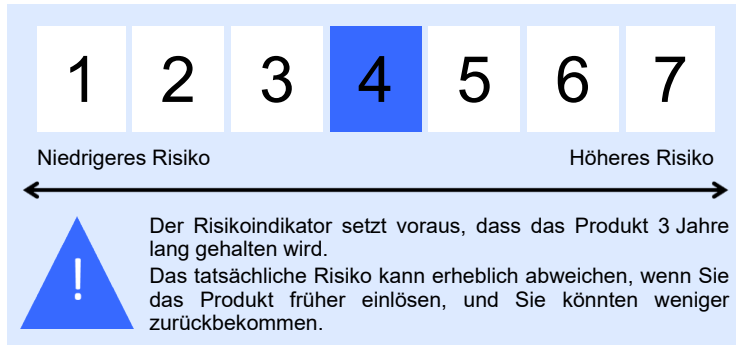 1 2 3 4 5 6 7
Niedrigeres Risiko Höheres Risiko
!
Der Risikoindikator setzt voraus, dass das Produkt 3 Jahre
lang gehalten wird.
Das tatsächliche Risiko kann erheblich abweichen, wenn Sie
das Produkt früher einlösen, und Sie könnten weniger
zurückbekommen.